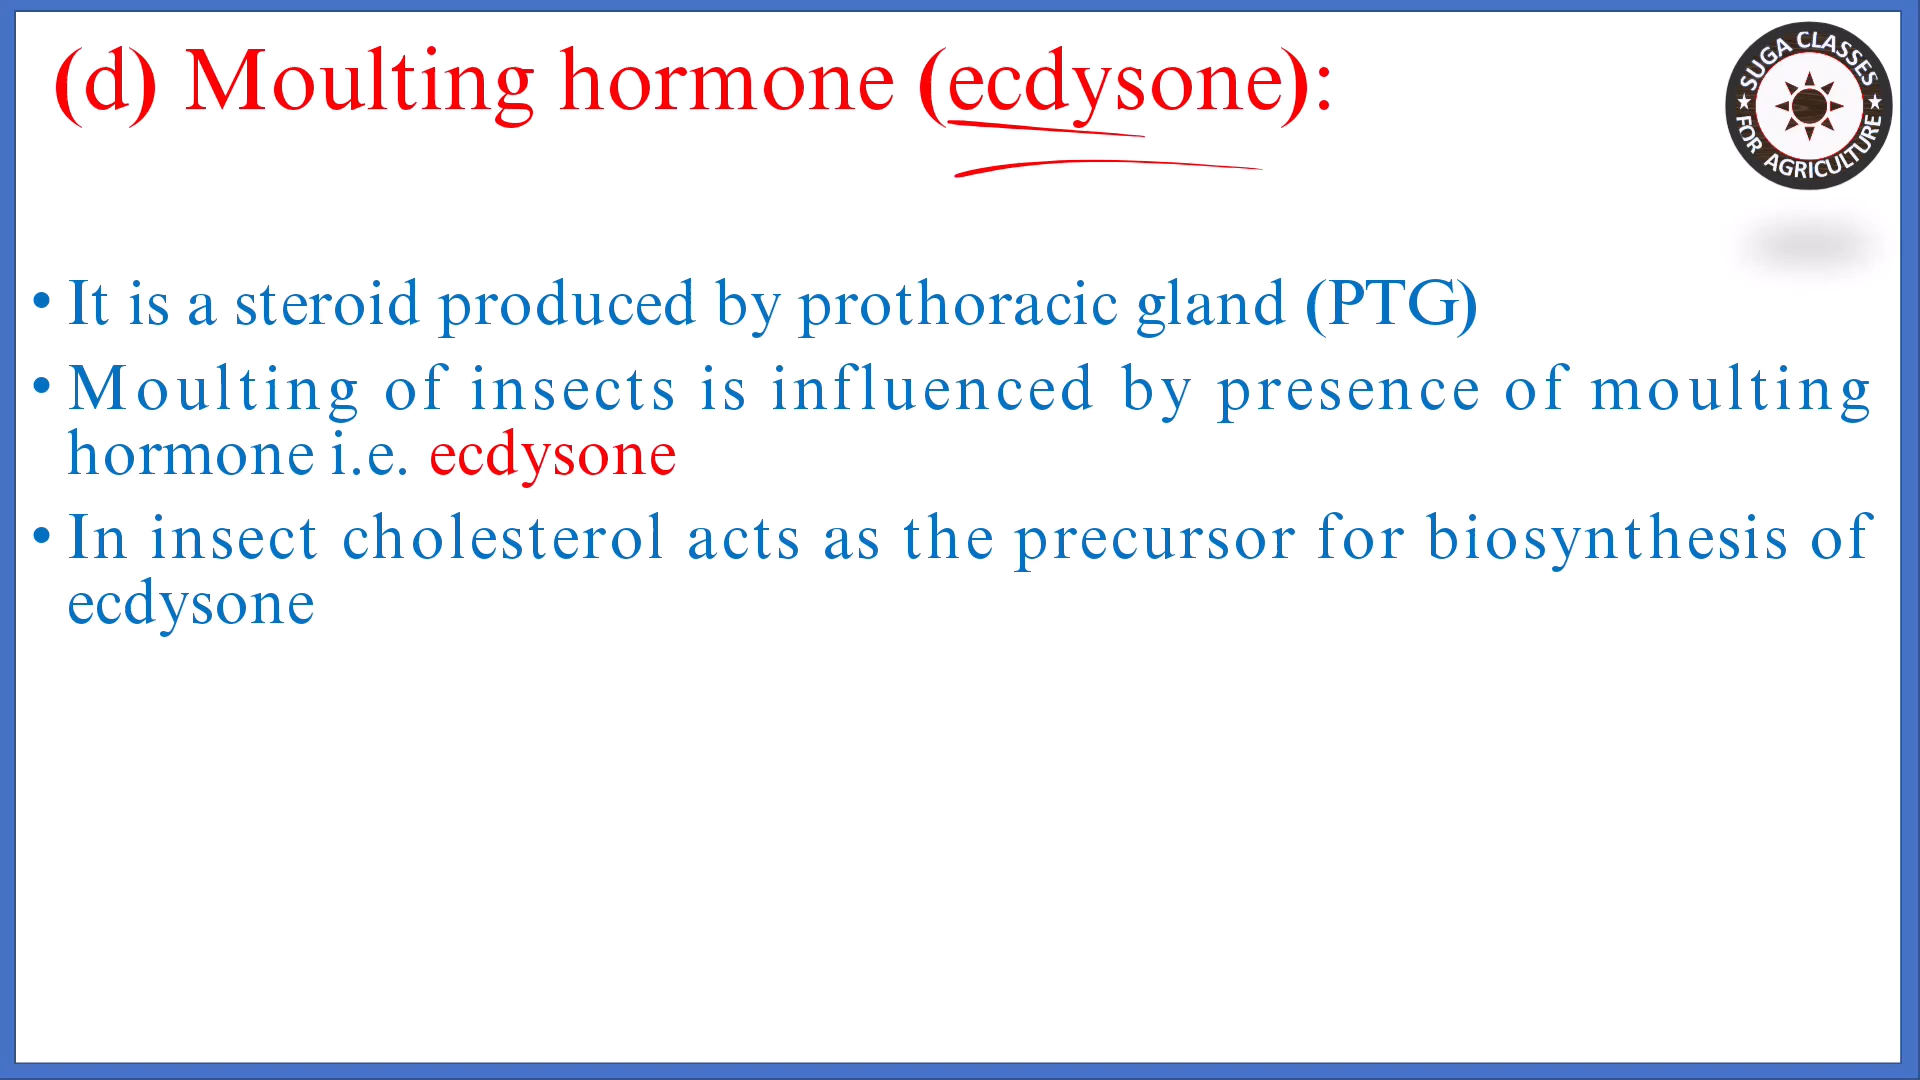 (d) Moulting hormone (ecdysone):
SUGA CLASSES
FOR AGRICULTURE
• It is a steroid produced by prothoracic gland (PTG)
• Moulting of insects is influenced by presence of moulting
hormone i.e. ecdysone
• In insect cholesterol acts as the precursor for biosynthesis of
ecdysone